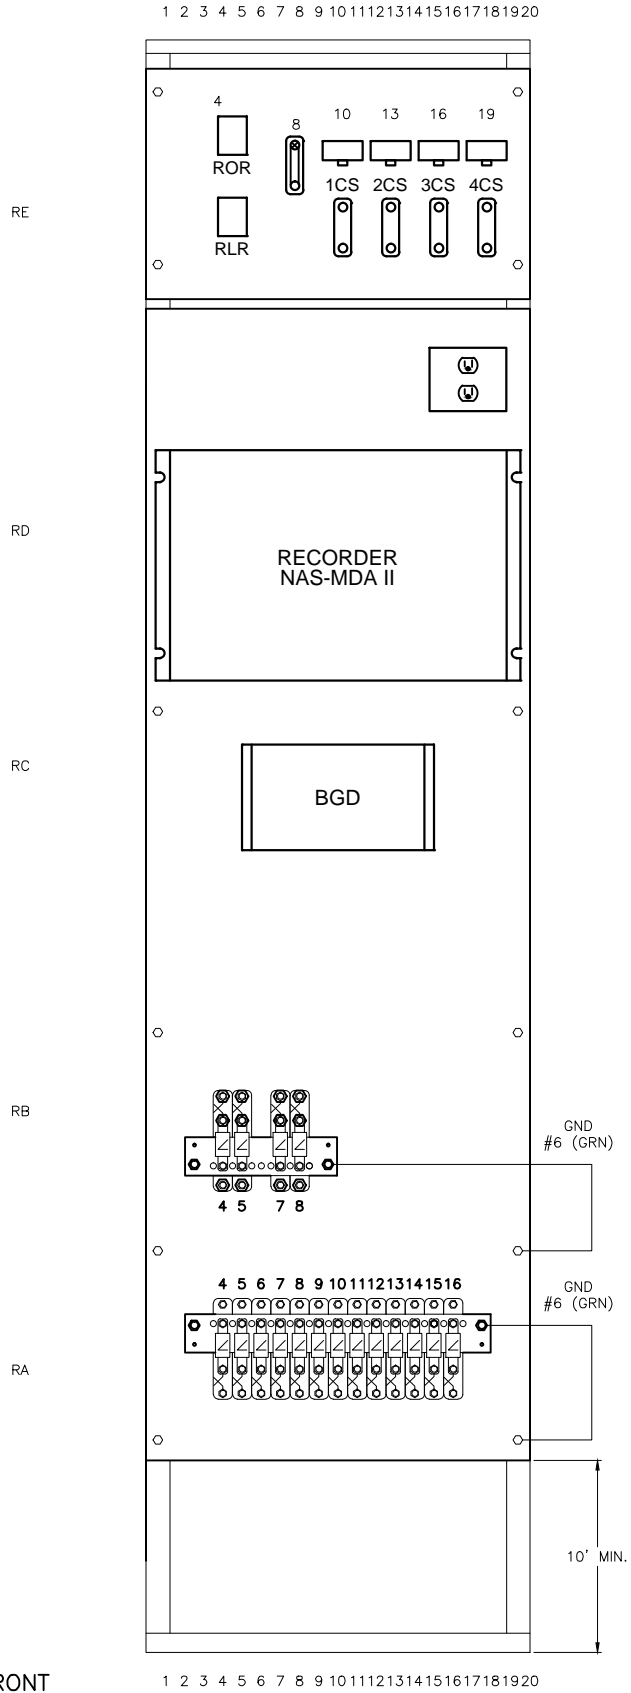 1 2 3 4 5 6 7 8 9 10 11 12 13 14 15 16 17 18 19 20
4
8
10 13 16 19
ROR
1CS 2CS 3CS 4CS
RE
RLR
RD
RECORDER
NAS-MDA II
RC
BGD
RB
GND
#6 (GRN)
4 5 7 8
4 5 6 7 8 9 10 11 12 13 14 15 16
GND
#6 (GRN)
RA
10' MIN.
RONT
1 2 3 4 5 6 7 8 9 10 11 12 13 14 15 16 17 18 19 20